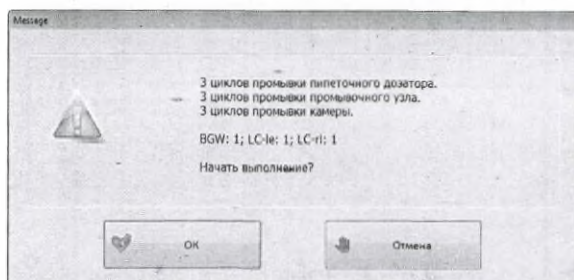 Message
3 циклов промывки пипеточного дозатора.
3 циклов промывки промывочного узла.
3 циклов промывки камеры.
BGW: 1; LC-le: 1; LC-ri: 1
Начать выполнение?
OK
Отмена